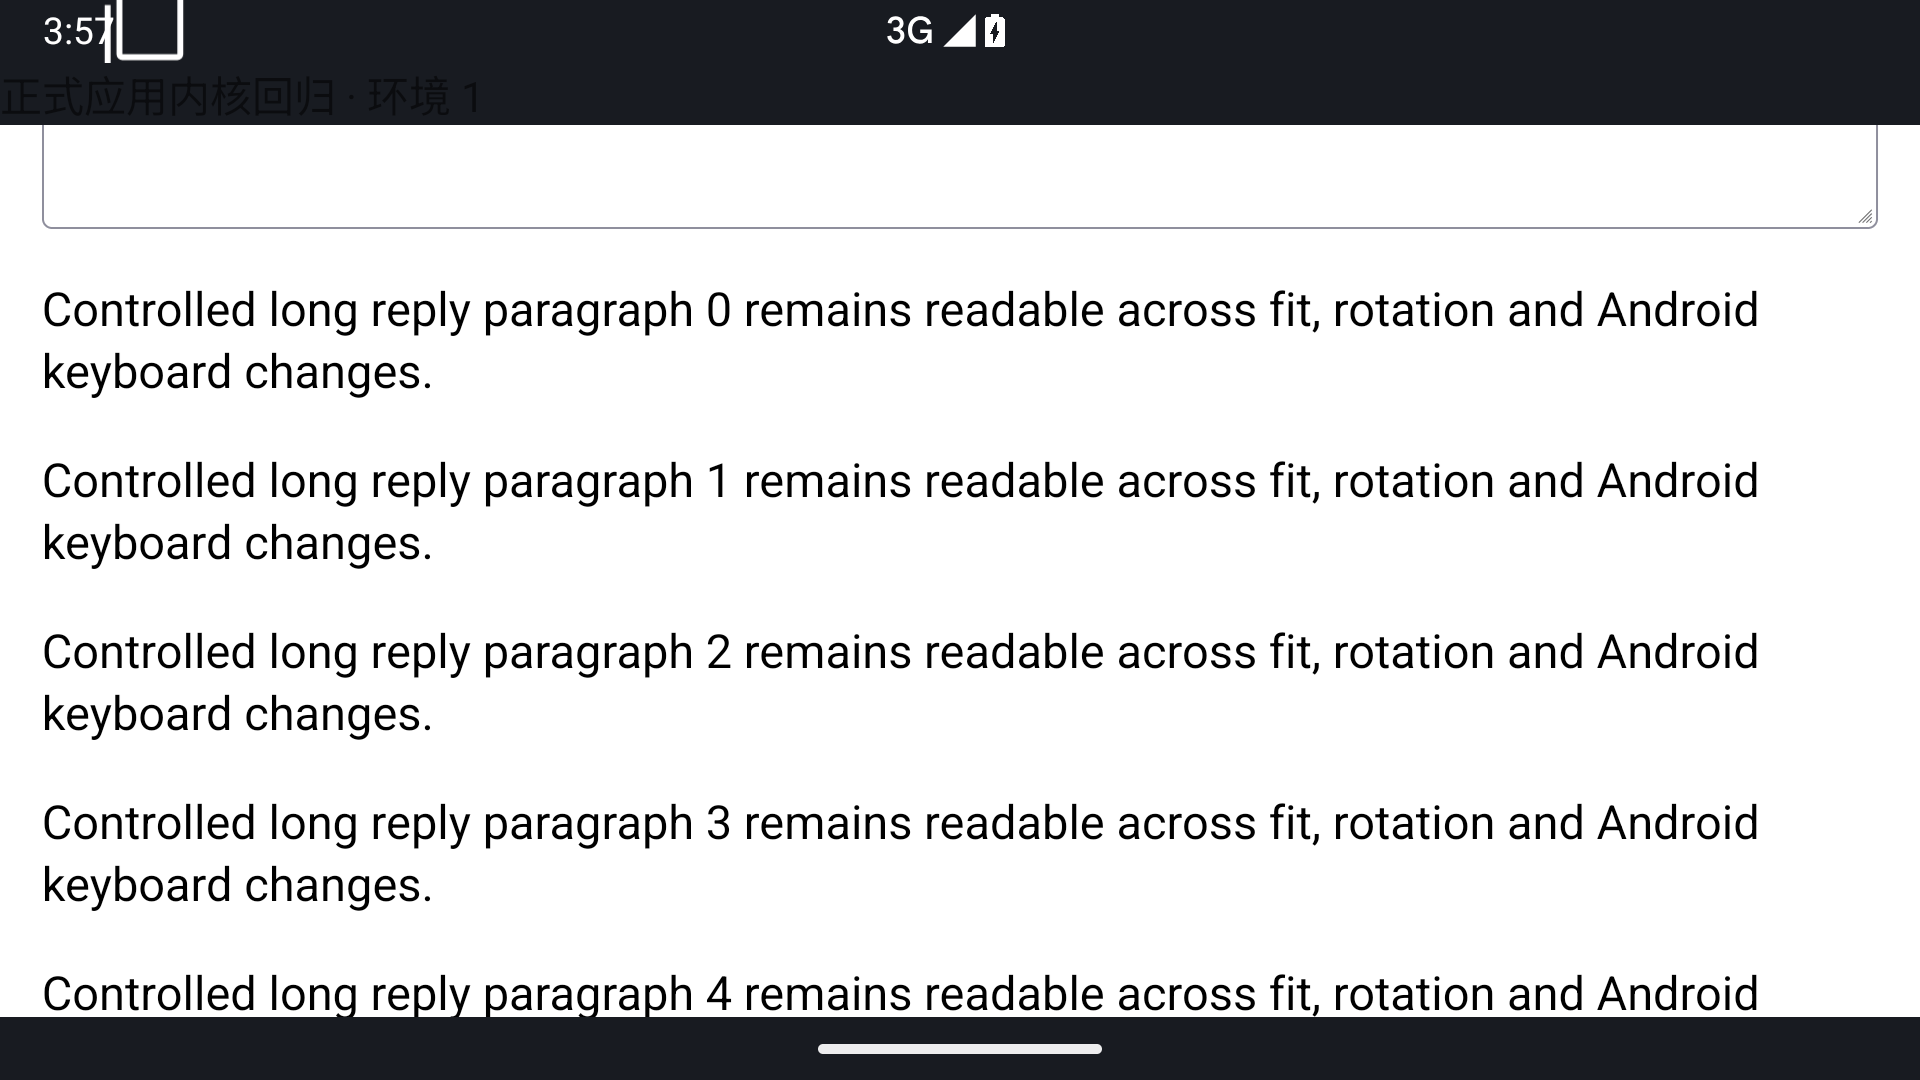 3:57
3G
正式应用内核回归 · 环境 1
Controlled long reply paragraph 0 remains readable across fit, rotation and Android
keyboard changes.
Controlled long reply paragraph 1 remains readable across fit, rotation and Android
keyboard changes.
Controlled long reply paragraph 2 remains readable across fit, rotation and Android
keyboard changes.
Controlled long reply paragraph 3 remains readable across fit, rotation and Android
keyboard changes.
Controlled long reply paragraph 4 remains readable across fit, rotation and Android